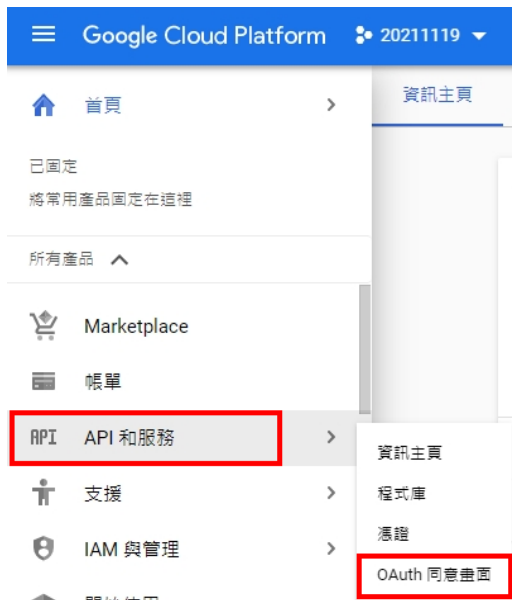 Google Cloud Platform
20211119
首頁
資訊主頁
已固定
將常用產品固定在這裡
所有產品
Marketplace
帳單
API API 和服務
資訊主頁
支援
程式庫
憑證
IAM 與管理
OAuth 同意畫面